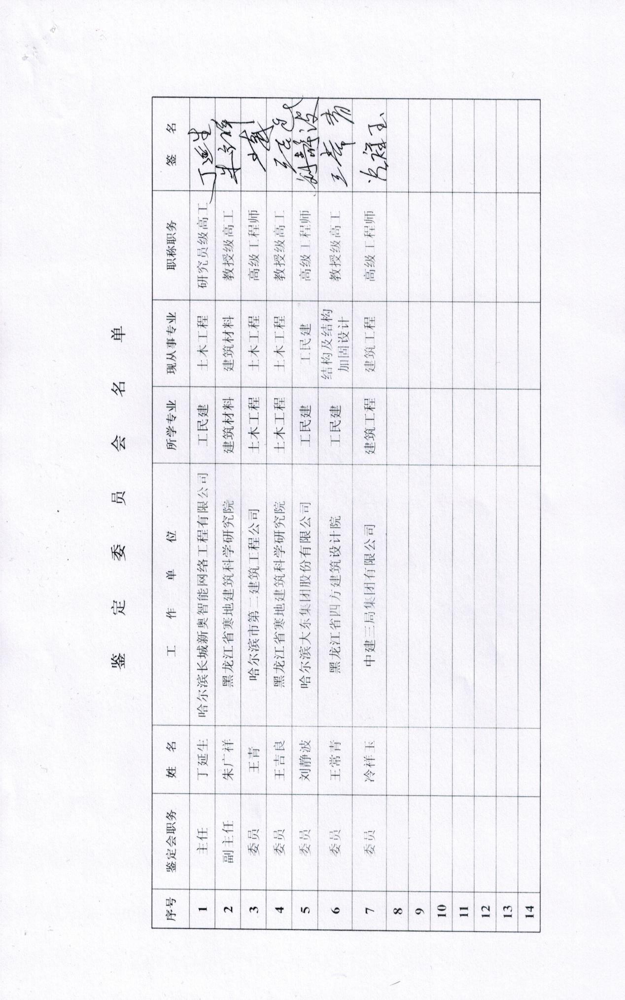 鉴定委员会名单
序号 鉴定会职务 姓名 工作单位 所学专业 现从事专业 职称职务 签名
1 主任 丁延生 哈尔滨长城新奥智能网络工程有限公司 工民建 土木工程 研究员级高工 丁延生
2 副主任 朱广祥 黑龙江省寒地建筑科学研究院 建筑材料 建筑材料 教授级高工 朱广祥
3 委员 王青 哈尔滨市第二建筑工程公司 土木工程 土木工程 高级工程师
4 委员 王吉良 黑龙江省寒地建筑科学研究院 土木工程 土木工程 教授级高工 王吉良
5 委员 刘静波 哈尔滨大东集团股份有限公司 工民建 工民建 高级工程师 刘静波
6 委员 王常青 黑龙江省四方建筑设计院 工民建 结构及结构 教授级高工 王常青
加固设计
7 委员 冷祥玉 中建三局集团有限公司 建筑工程 建筑工程 高级工程师 冷祥玉
8
9
10
11
12
13
14